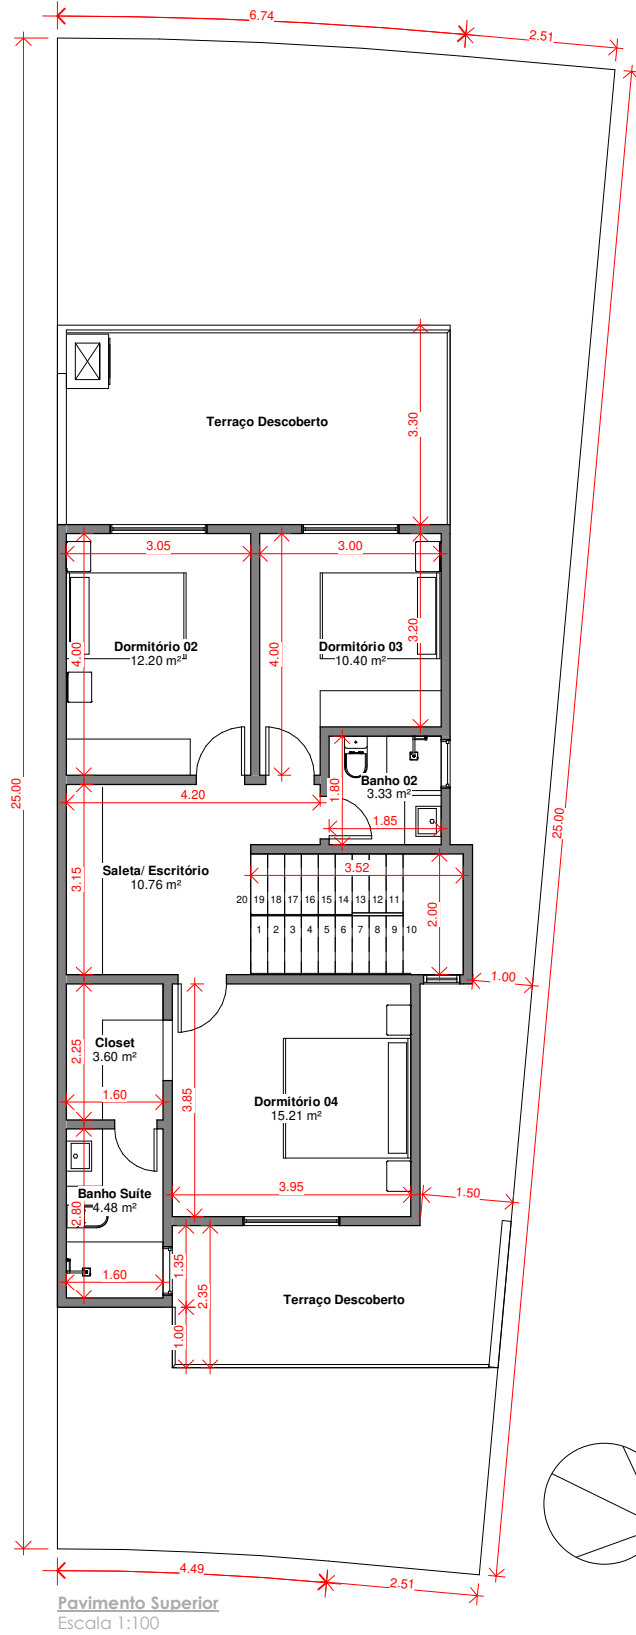 6.74
2.51
25.00
25.00
Terraço Descoberto
3.30
3.05
3.00
4.00
4.00
3.20
Dormitório 02
12.20 m²
Dormitório 03
10.40 m²
Banho 02
3.33 m²
1.80
1.85
4.20
3.52
3.15
Saleta/ Escritório
10.76 m²
20 19 18 17 16 15 14 13 12 11
1 2 3 4 5 6 7 8 9 10
2.00
1.00
Closet
3.60 m²
2.25
1.60
3.85
Dormitório 04
15.21 m²
3.95
1.50
Banho Suíte
4.48 m²
2.80
1.60
1.35
2.35
1.00
Terraço Descoberto
4.49
2.51
Pavimento Superior
Escala 1:100